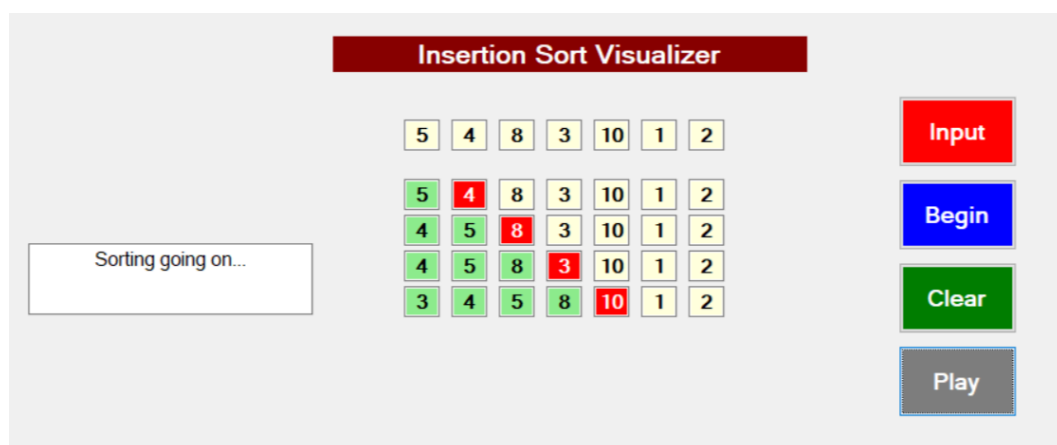 Insertion Sort Visualizer
5 4 8 3 10 1 2
5 4 8 3 10 1 2
4 5 8 3 10 1 2
4 5 8 3 10 1 2
3 4 5 8 10 1 2
Sorting going on...
Input
Begin
Clear
Play